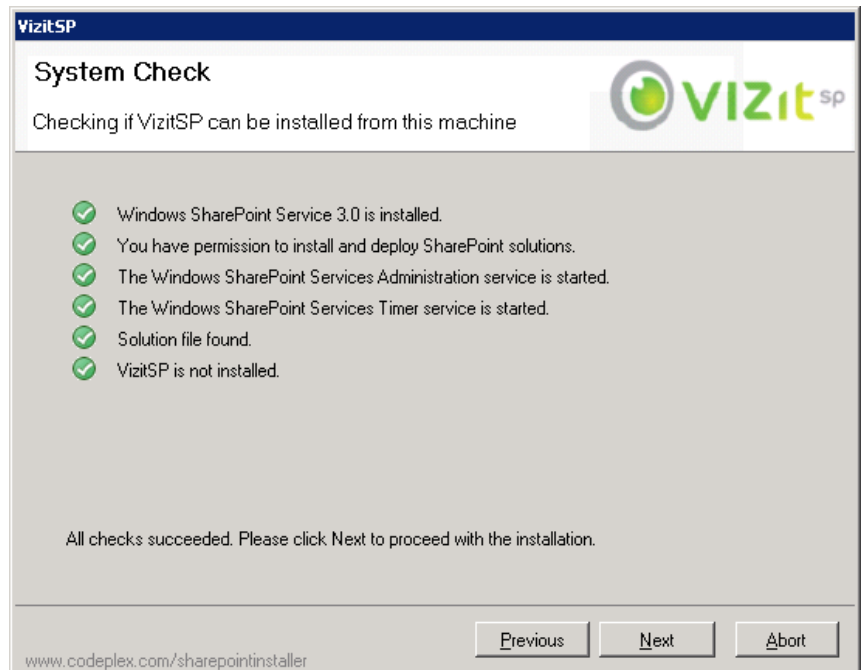 VizitSP
System Check
Checking if VizitSP can be installed from this machine
VIZIt SP
Windows SharePoint Service 3.0 is installed.
You have permission to install and deploy SharePoint solutions.
The Windows SharePoint Services Administration service is started.
The Windows SharePoint Services Timer service is started.
Solution file found.
VizitSP is not installed.
All checks succeeded. Please click Next to proceed with the installation.
Previous Next Abort
www.codeplex.com/sharepointinstaller